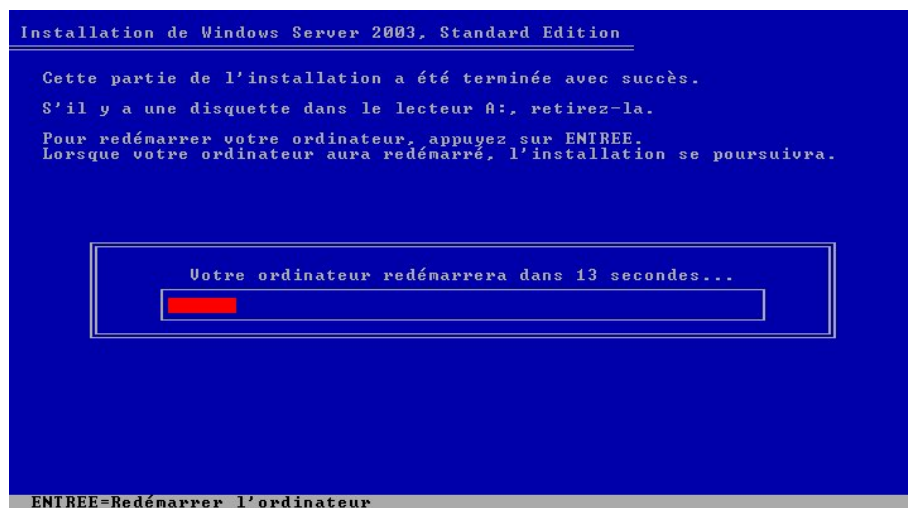 Installation de Windows Server 2003, Standard Edition
Cette partie de l'installation a été terminée avec succès.
S'il y a une disquette dans le lecteur A:, retirez-la.
Pour redémarrer votre ordinateur, appuyez sur ENTREE.
Lorsque votre ordinateur aura redémarré, l'installation se poursuivra.
Votre ordinateur redémarrera dans 13 secondes...
ENTREE=Redémarrer l'ordinateur